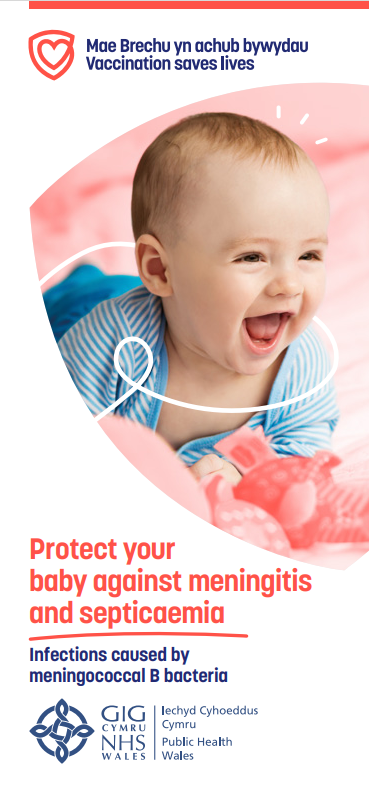 Mae Brechu yn achub bywydau
Vaccination saves lives
Protect your
baby against meningitis
and septicaemia
Infections caused by
meningococcal B bacteria
GIG
CYMRU
NHS
WALES
Iechyd Cyhoeddus
Cymru
Public Health
Wales